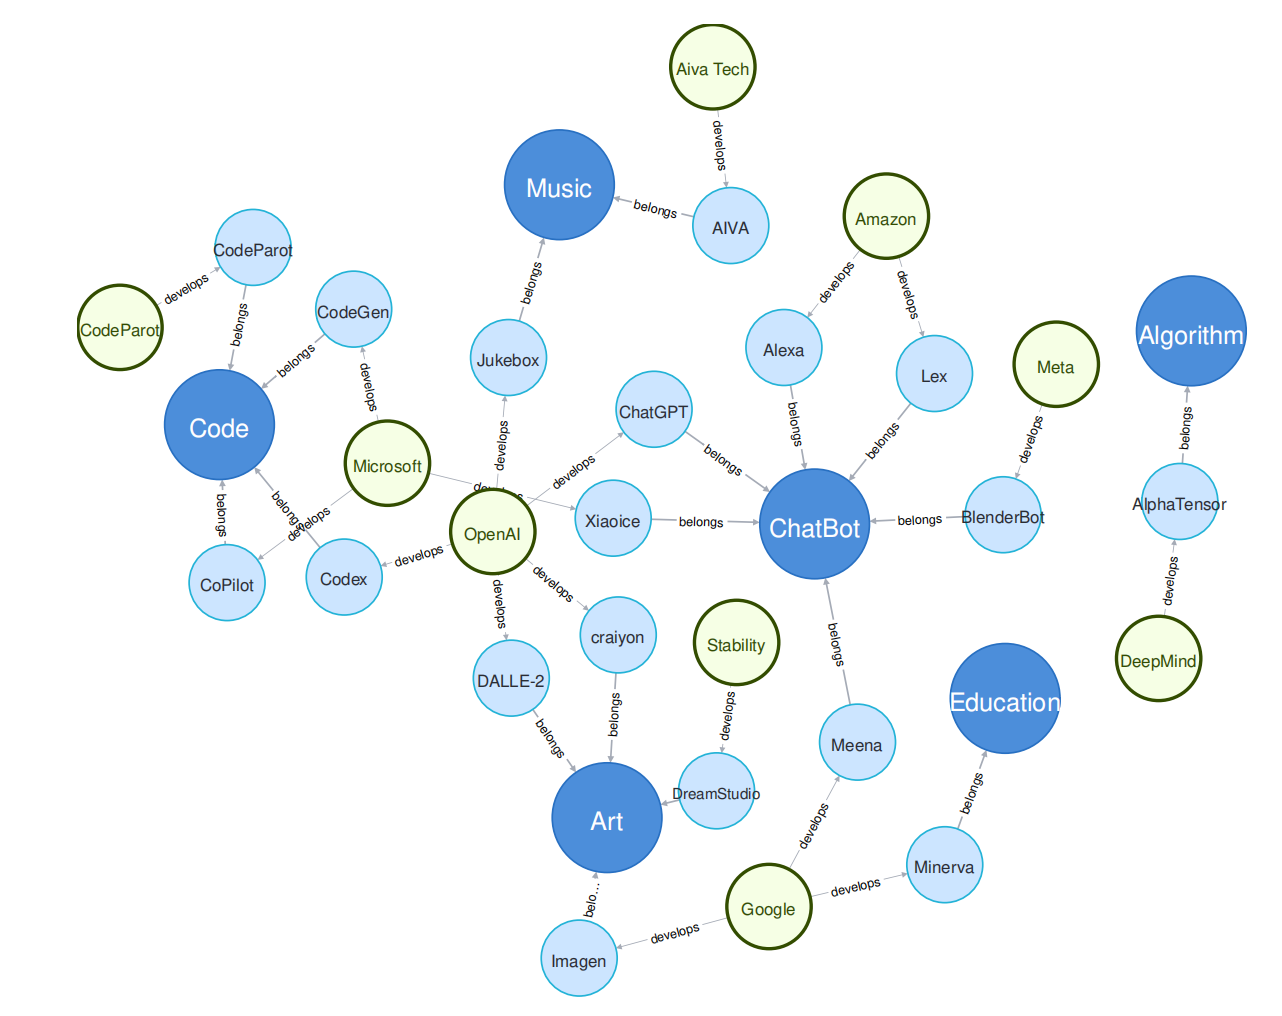 Aiva Tech
develops
Music
belongs
AIVA
Amazon
CodeParot
develops
CodeParot
belongs
CodeGen
belongs
develops
belongs
Jukebox
develops
Alexa
develops
Lex
Meta
Algorithm
Code
Microsoft
develops
ChatGPT
develops
belongs
belongs
belongs
develops
belongs
OpenAI
Xiaoice
belongs
ChatBot
belongs
BlenderBot
AlphaTensor
belongs
belongs
develops
CoPilot
Codex
develops
develops
develops
craiyon
Stability
belongs
develops
DeepMind
DALLE-2
belongs
belongs
develops
Meena
Education
DreamStudio
Art
develops
belongs
Minerva
belo...
develops
Google
develops
Imagen